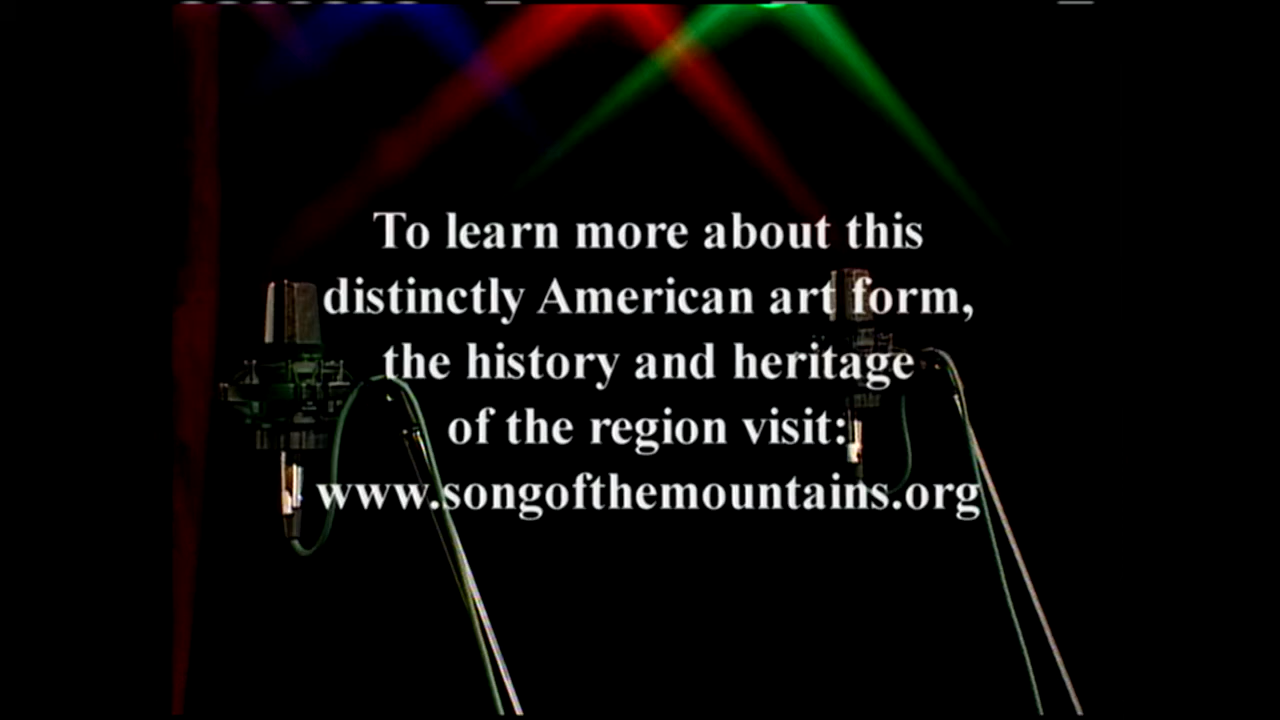 To learn more about this
distinctly American art form,
the history and heritage
of the region visit:
www.songofthemountains.org